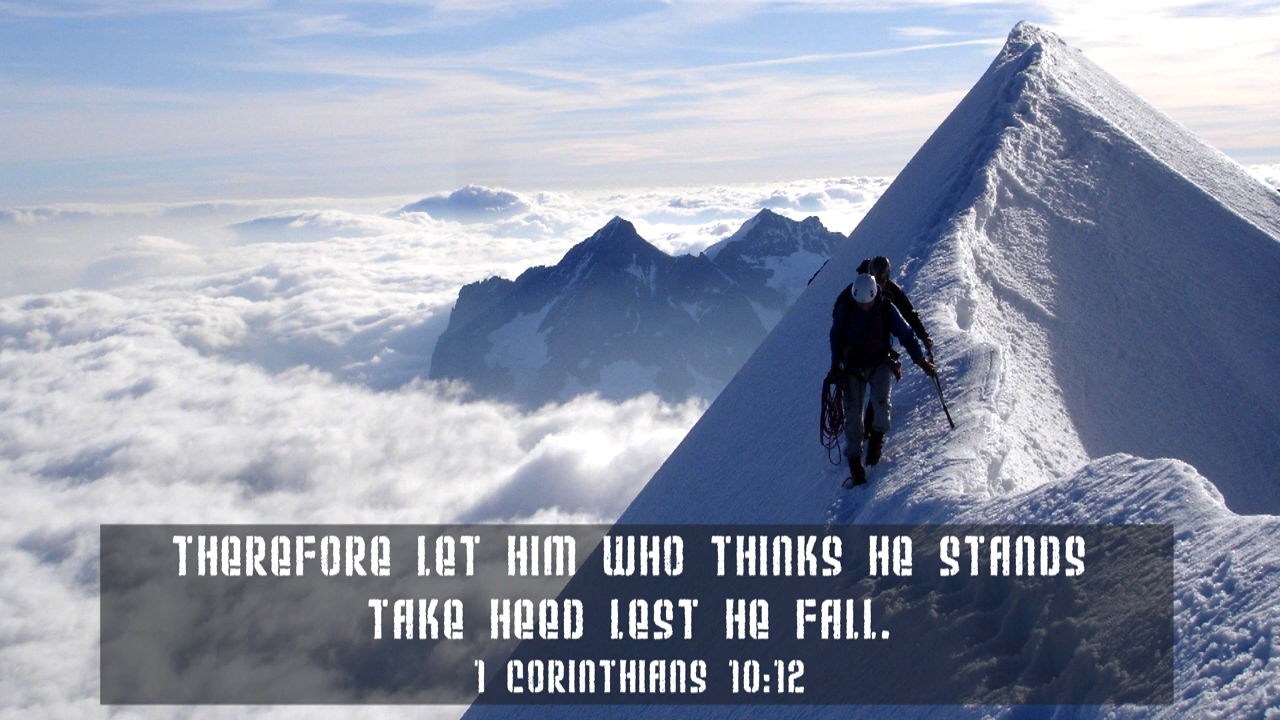 THEREFORE LET HIM WHO THINKS HE STANDS
TAKE HEED LEST HE FALL.
1 CORINTHIANS 10:12